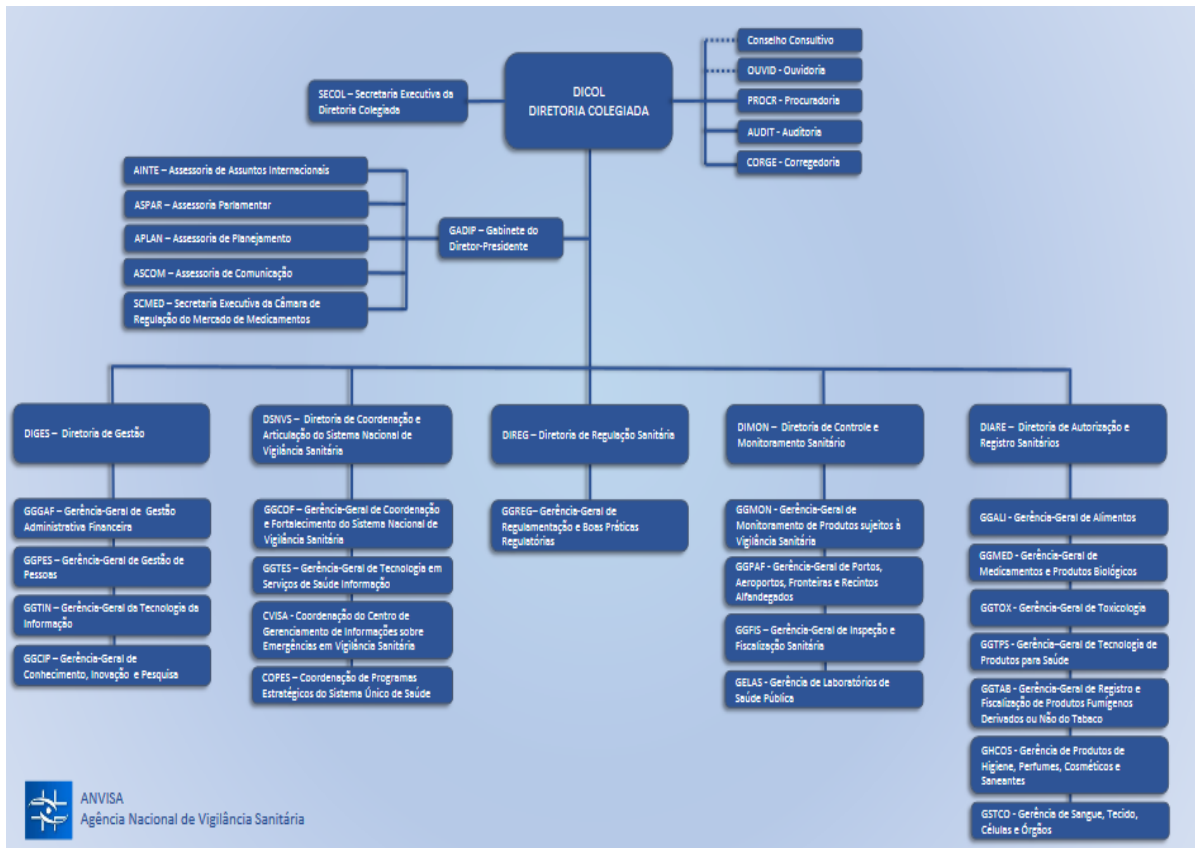 DICOL
DIRETORIA COLEGIADA
SECOL – Secretaria Executiva da
Diretoria Colegiada
Conselho Consultivo
OUVID - Ouvidoria
PROCR - Procuradoria
AUDIT - Auditoria
CORGE - Corregedoria
AINTE – Assessoria de Assuntos Internacionais
ASPAR – Assessoria Parlamentar
APLAN – Assessoria de Planejamento
ASCOM – Assessoria de Comunicação
SCMED – Secretaria Executiva da Câmara de
Regulação do Mercado de Medicamentos
GADIP – Gabinete do
Diretor-Presidente
DIGES – Diretoria de Gestão
GGGAF – Gerência-Geral de Gestão
Administrativa Financeira
GGPES – Gerência-Geral de Gestão de
Pessoas
GGTIN – Gerência-Geral da Tecnologia da
Informação
GGCIP – Gerência-Geral de
Conhecimento, Inovação e Pesquisa
DSNVS – Diretoria de Coordenação e
Articulação do Sistema Nacional de
Vigilância Sanitária
GGCOF – Gerência-Geral de Coordenação
e Fortalecimento do Sistema Nacional de
Vigilância Sanitária
GGTES – Gerência-Geral de Tecnologia em
Serviços de Saúde Informação
CVISA - Coordenação do Centro de
Gerenciamento de Informações sobre
Emergências em Vigilância Sanitária
COPES – Coordenação de Programas
Estratégicos do Sistema Único de Saúde
DIREG – Diretoria de Regulação Sanitária
GGREG– Gerência-Geral de
Regulamentação e Boas Práticas
Regulatórias
DIMON – Diretoria de Controle e
Monitoramento Sanitário
GGMON - Gerência-Geral de
Monitoramento de Produtos sujeitos à
Vigilância Sanitária
GGPAF - Gerência-Geral de Portos,
Aeroportos, Fronteiras e Recintos
Alfandegados
GGFIS – Gerência-Geral de Inspeção e
Fiscalização Sanitária
GELAS - Gerência de Laboratórios de
Saúde Pública
DIARE – Diretoria de Autorização e
Registro Sanitários
GGALI - Gerência-Geral de Alimentos
GGMED - Gerência-Geral de
Medicamentos e Produtos Biológicos
GGTOX - Gerência-Geral de Toxicologia
GGTPS - Gerência–Geral de Tecnologia de
Produtos para Saúde
GGTAB - Gerência-Geral de Registro e
Fiscalização de Produtos Fumígenos
Derivados ou Não do Tabaco
GHCOS - Gerência de Produtos de
Higiene, Perfumes, Cosméticos e
Saneantes
GSTCO – Gerência de Sangue, Tecido,
Células e Órgãos
ANVISA
Agência Nacional de Vigilância Sanitária